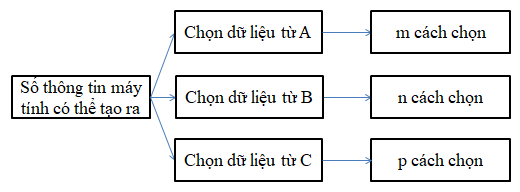 Chọn dữ liệu từ A
m cách chọn
Số thông tin máy
tính có thể tạo ra
Chọn dữ liệu từ B
n cách chọn
Chọn dữ liệu từ C
p cách chọn